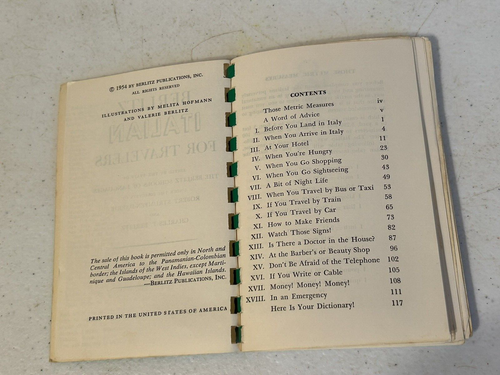 © 1954 BY BERLITZ PUBLICATIONS, INC.
ALL RIGHTS RESERVED
ILLUSTRATIONS BY MELITA HOFMANN
AND VALERIE BERLITZ
The sale of this book is permitted only in North and
Central America to the Panamanian-Colombian
border; the Islands of the West Indies, except Marti-
nique and Guadeloupe; and the Hawaiian Islands.
—BERLITZ PUBLICATIONS, INC.
PRINTED IN THE UNITED STATES OF AMERICA
CONTENTS
Those Metric Measures iv
A Word of Advice v
I. Before You Land in Italy 1
II. When You Arrive in Italy 4
III. At Your Hotel 11
IV. When You're Hungry 23
V. When You Go Shopping 30
VI. When You Go Sightseeing 43
VII. A Bit of Night Life 49
VIII. When You Travel by Bus or Taxi 53
IX. If You Travel by Train 58
X. If You Travel by Car 65
XI. How to Make Friends 73
XII. Watch Those Signs! 82
XIII. Is There a Doctor in the House? 87
XIV. At the Barber's or Beauty Shop 96
XV. Don't Be Afraid of the Telephone 102
XVI. If You Write or Cable 105
XVII. Money! Money! Money! 108
XVIII. In an Emergency 111
Here Is Your Dictionary! 117